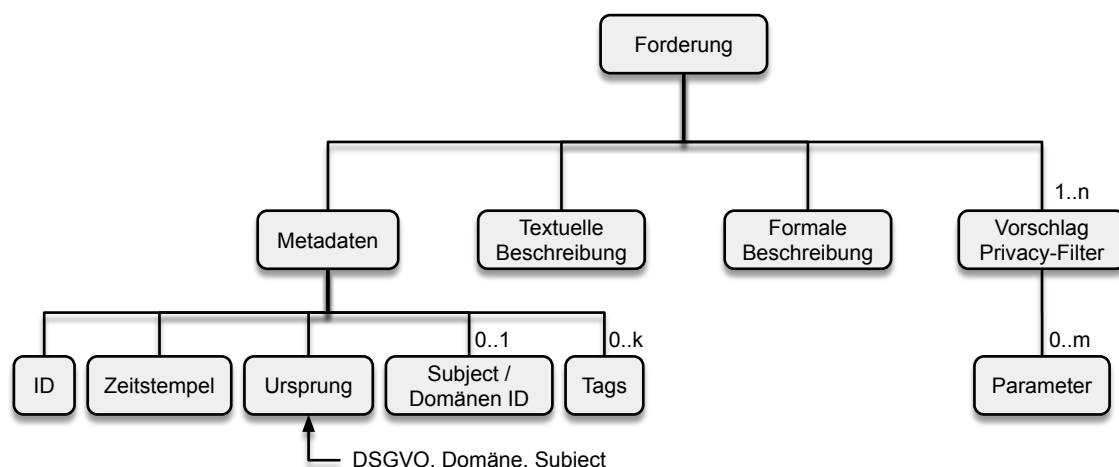 Forderung
1..n
Metadaten
Textuelle
Beschreibung
Formale
Beschreibung
Vorschlag
Privacy-Filter
0..1
0..k
0..m
ID
Zeitstempel
Ursprung
Subject /
Domänen ID
Tags
Parameter
DSGVO, Domäne, Subject